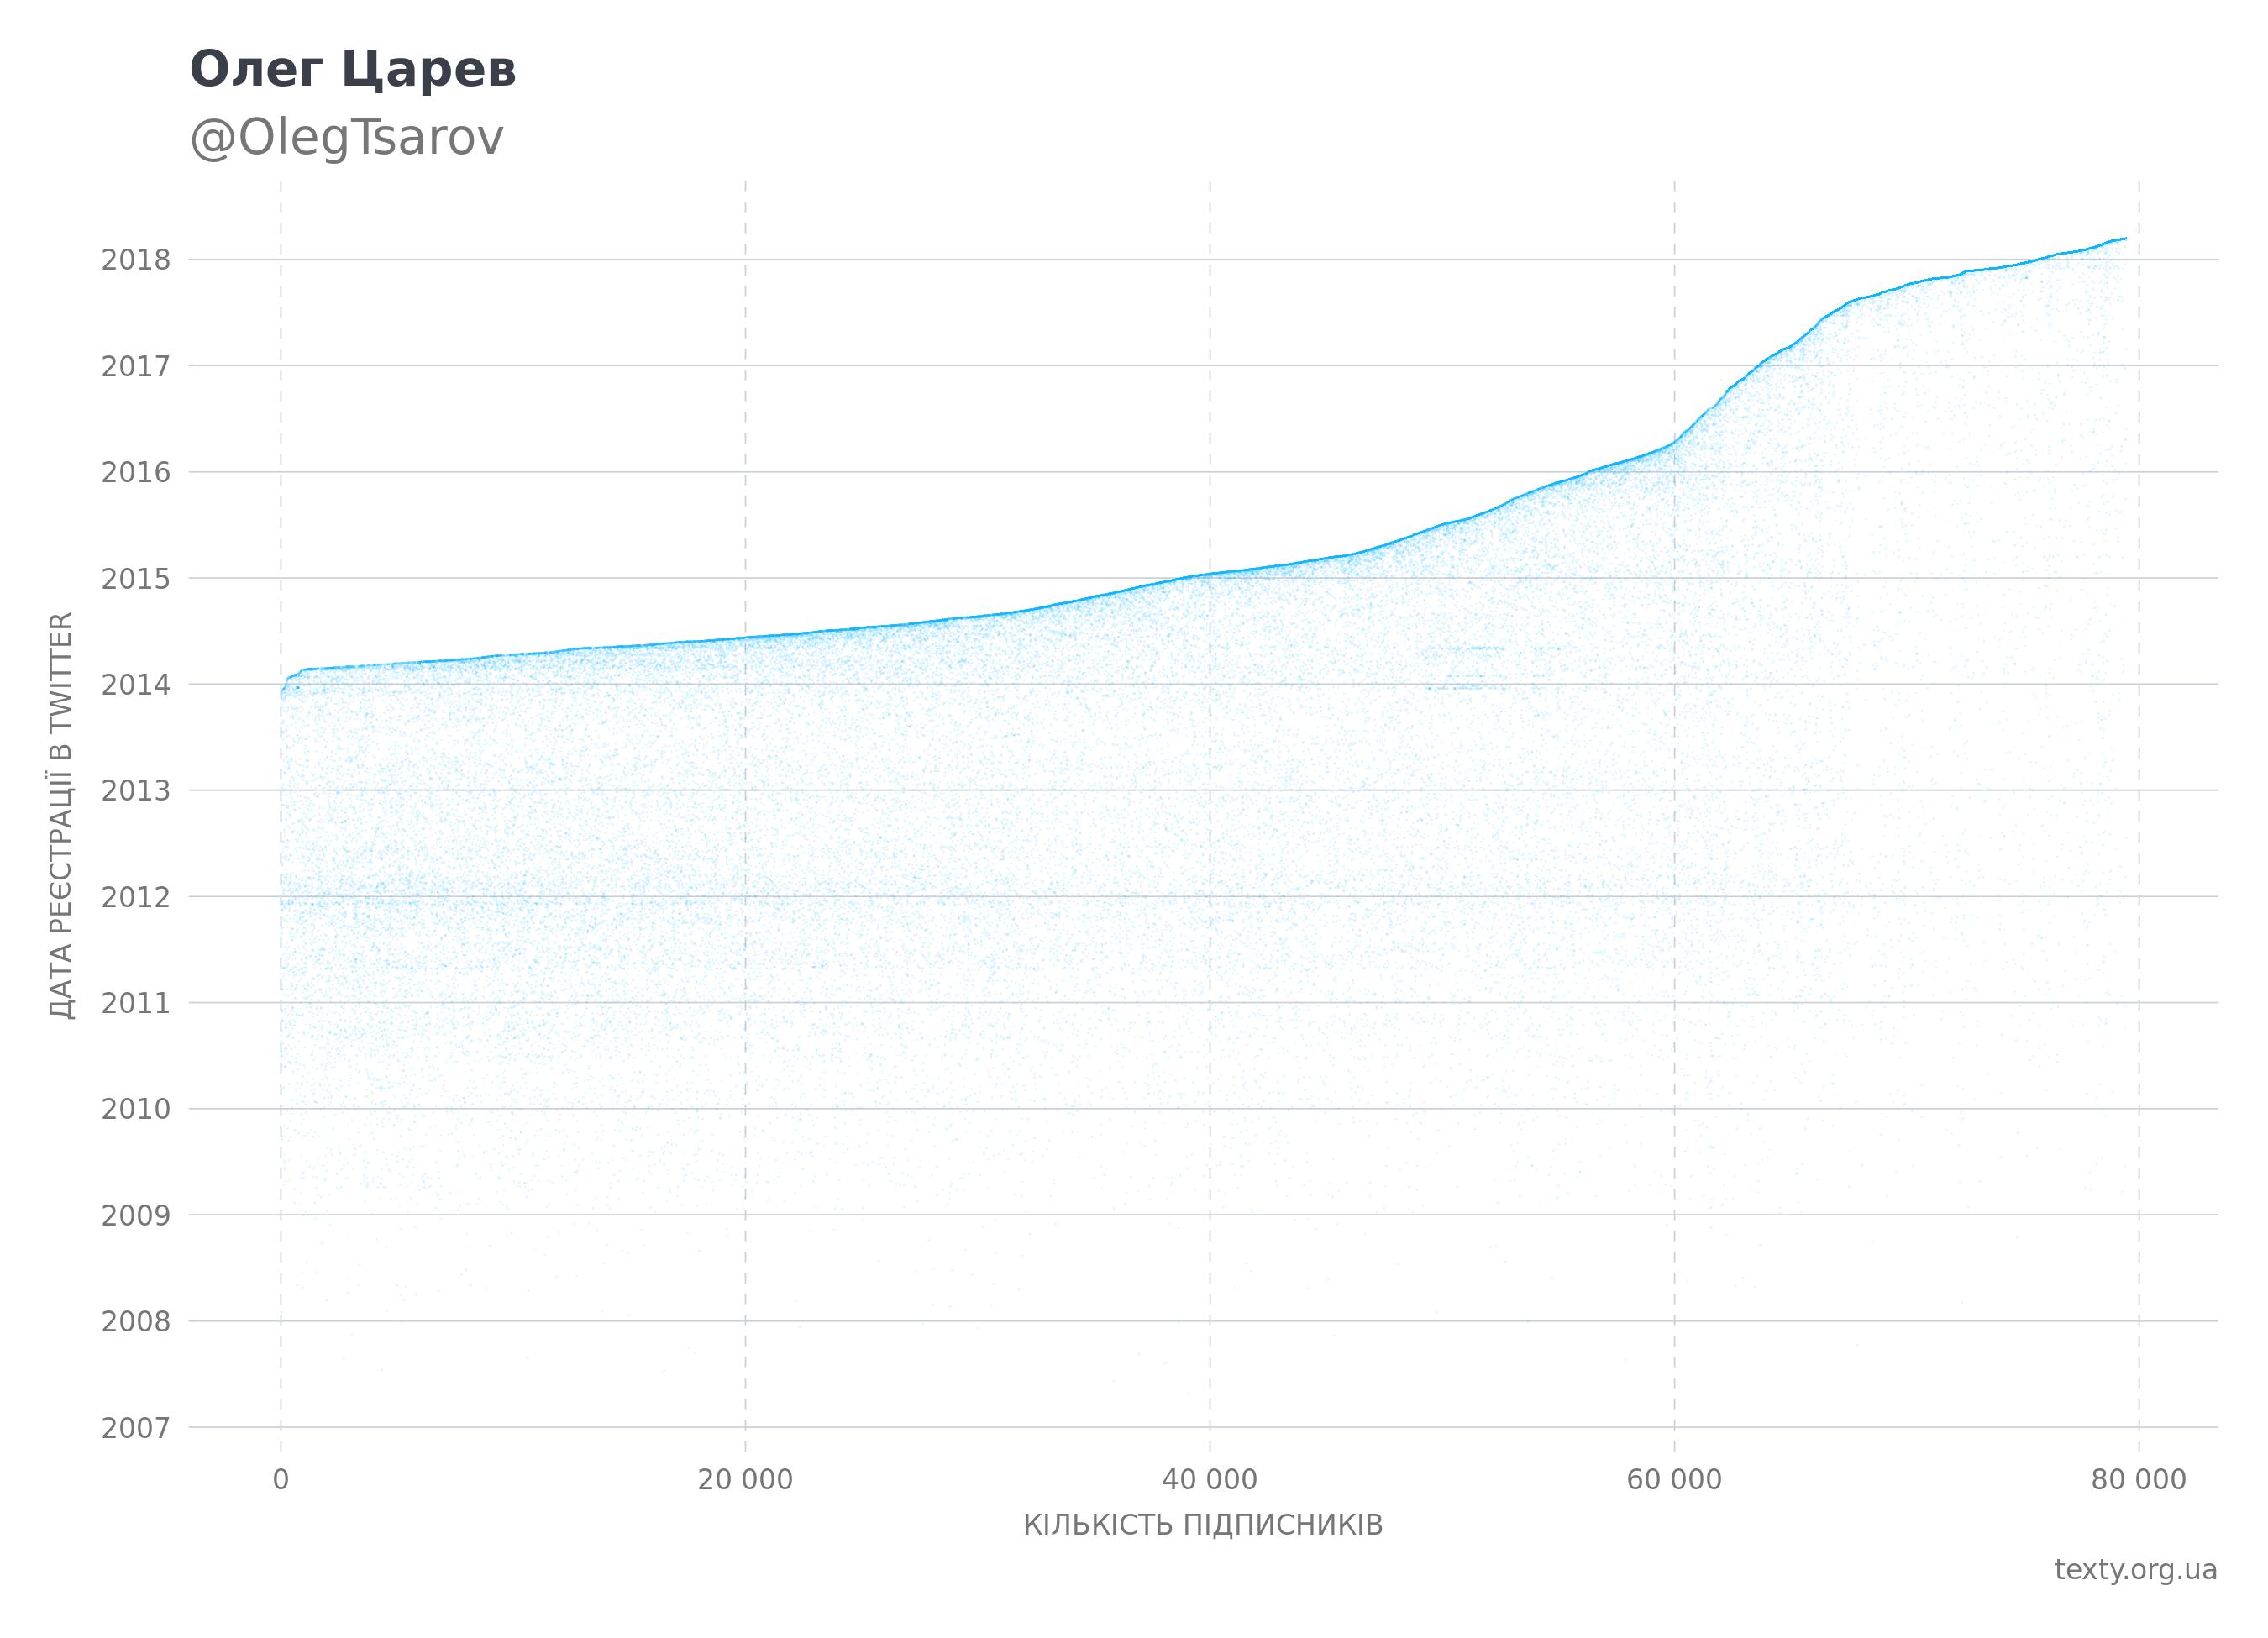 Олег Царев
@OlegTsarov
ДАТА РЕЄСТРАЦІЇ В TWITTER
2018
2017
2016
2015
2014
2013
2012
2011
2010
2009
2008
2007
0 20 000 40 000 60 000 80 000
КІЛЬКІСТЬ ПІДПИСНИКІВ
texty.org.ua